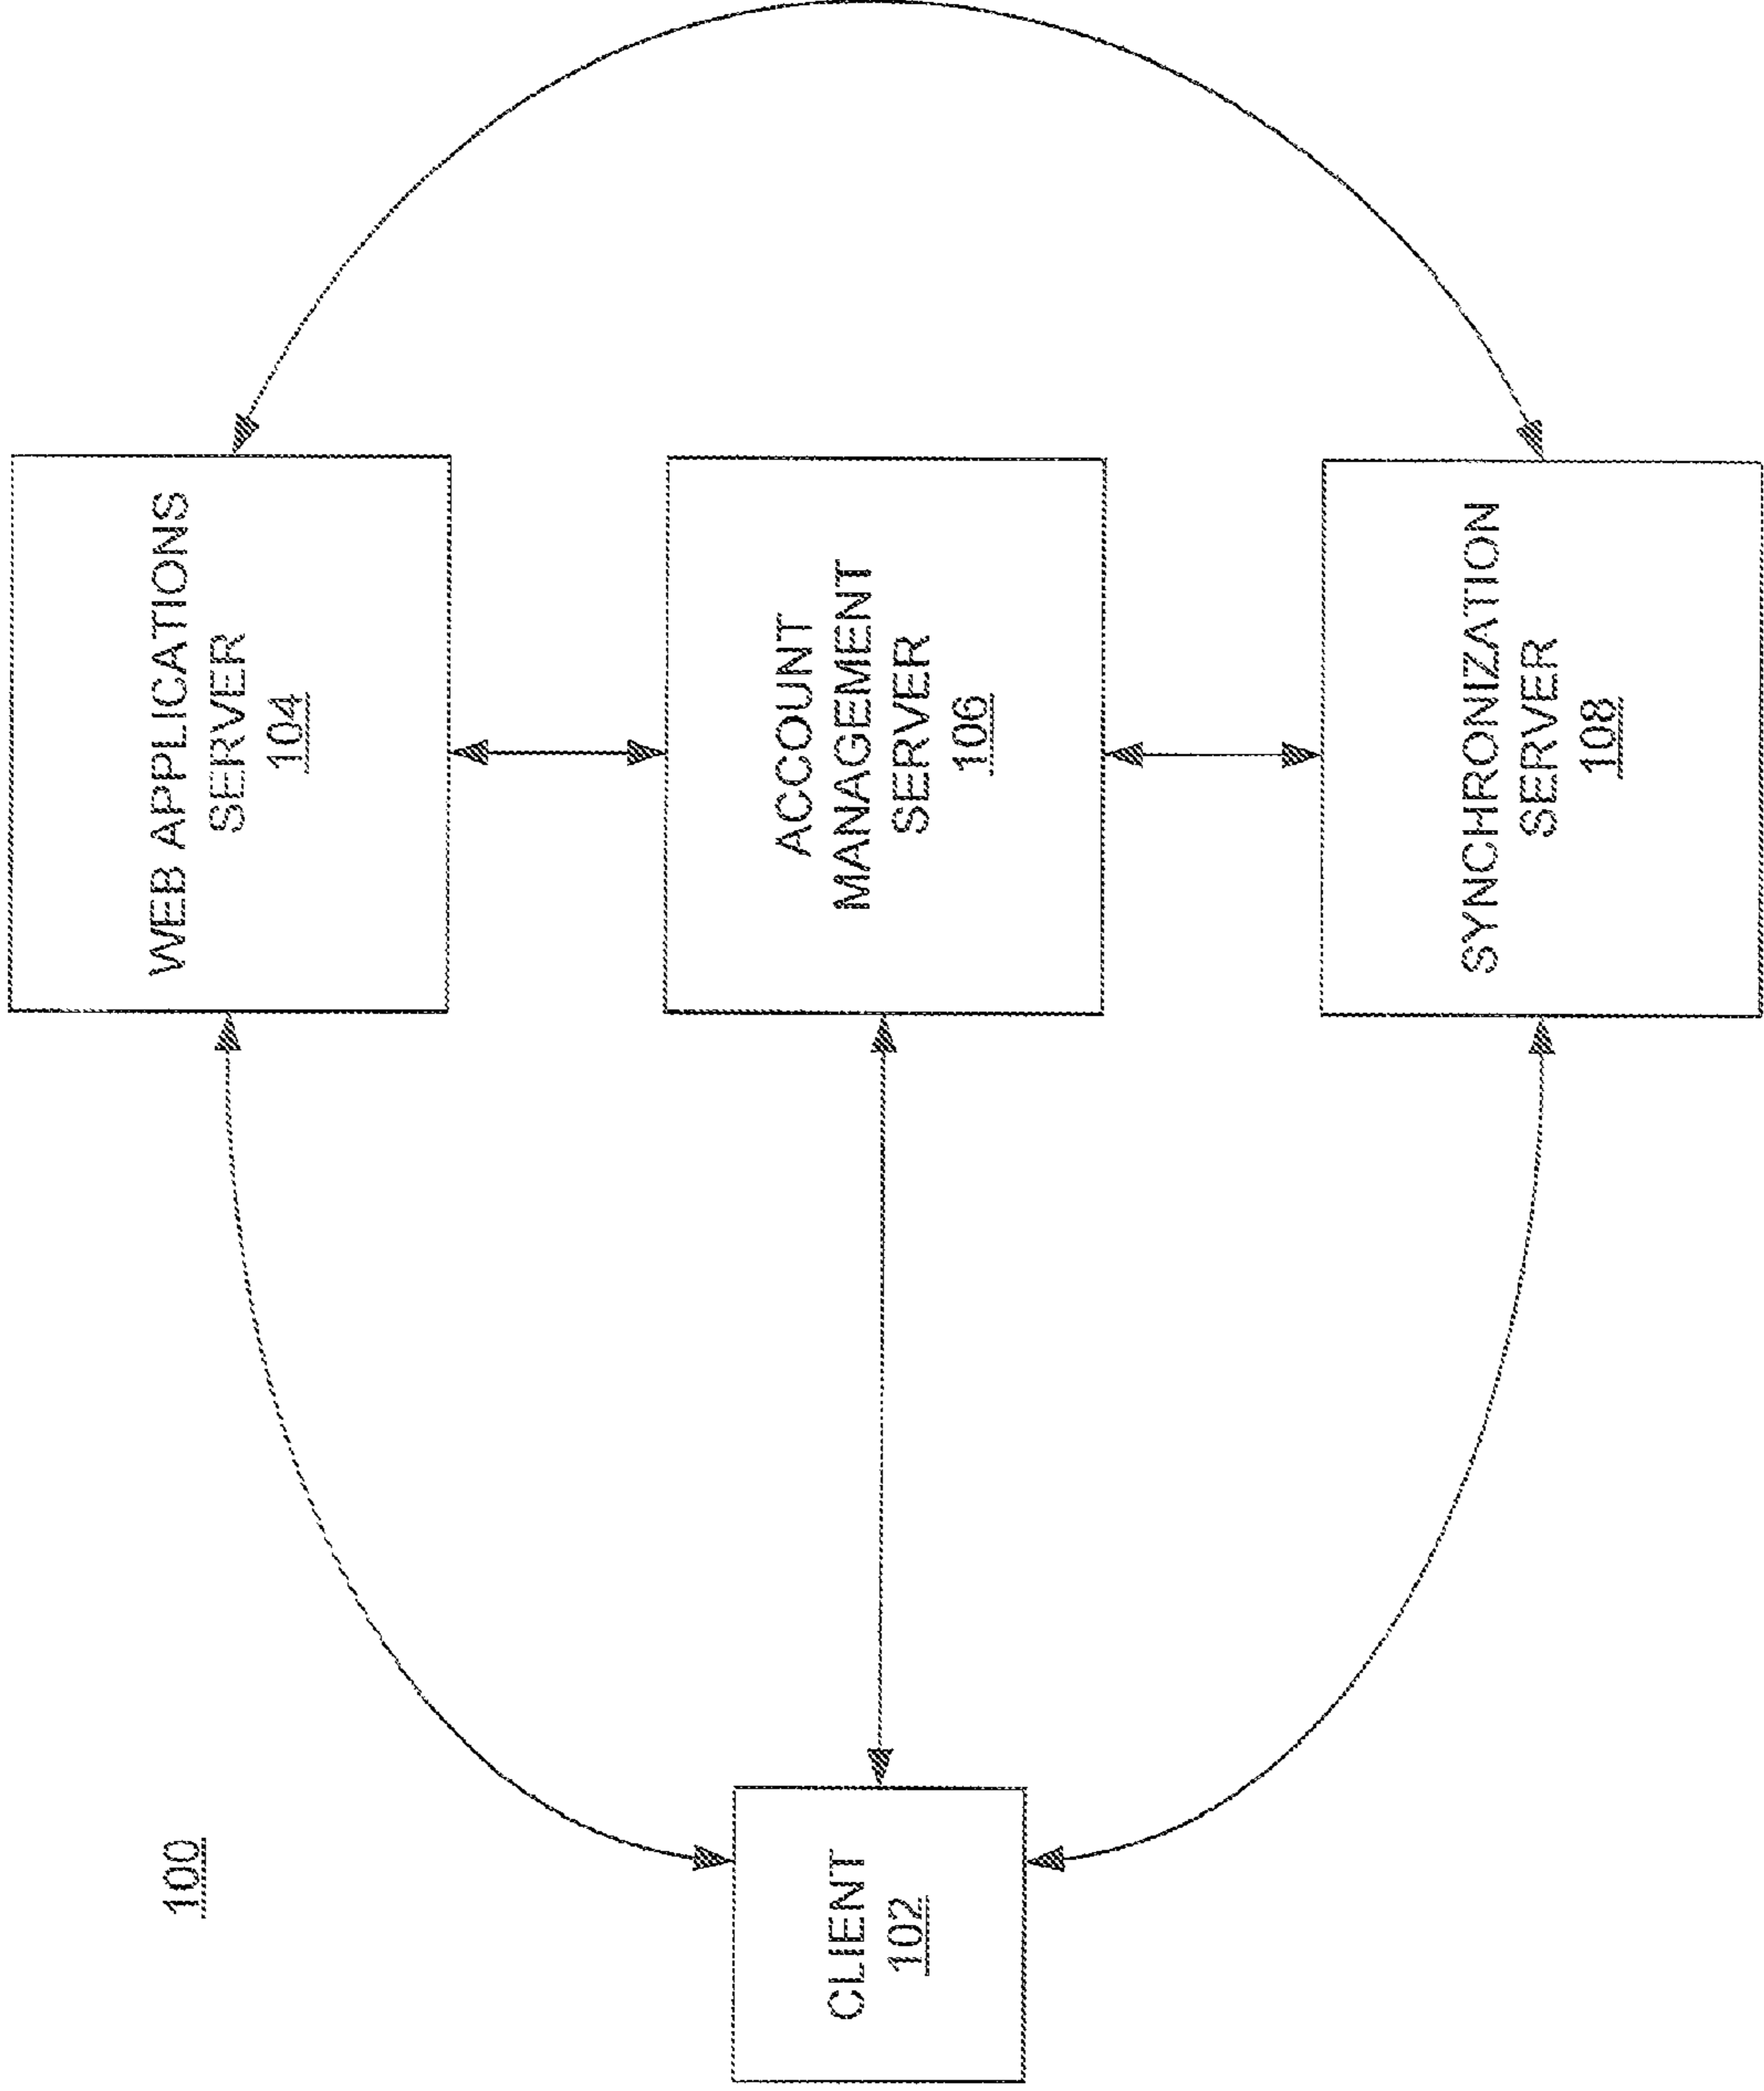 100
CLIENT
102
WEB APPLICATIONS
SERVER
104
ACCOUNT
MANAGEMENT
SERVER
106
SYNCHRONIZATION
SERVER
108